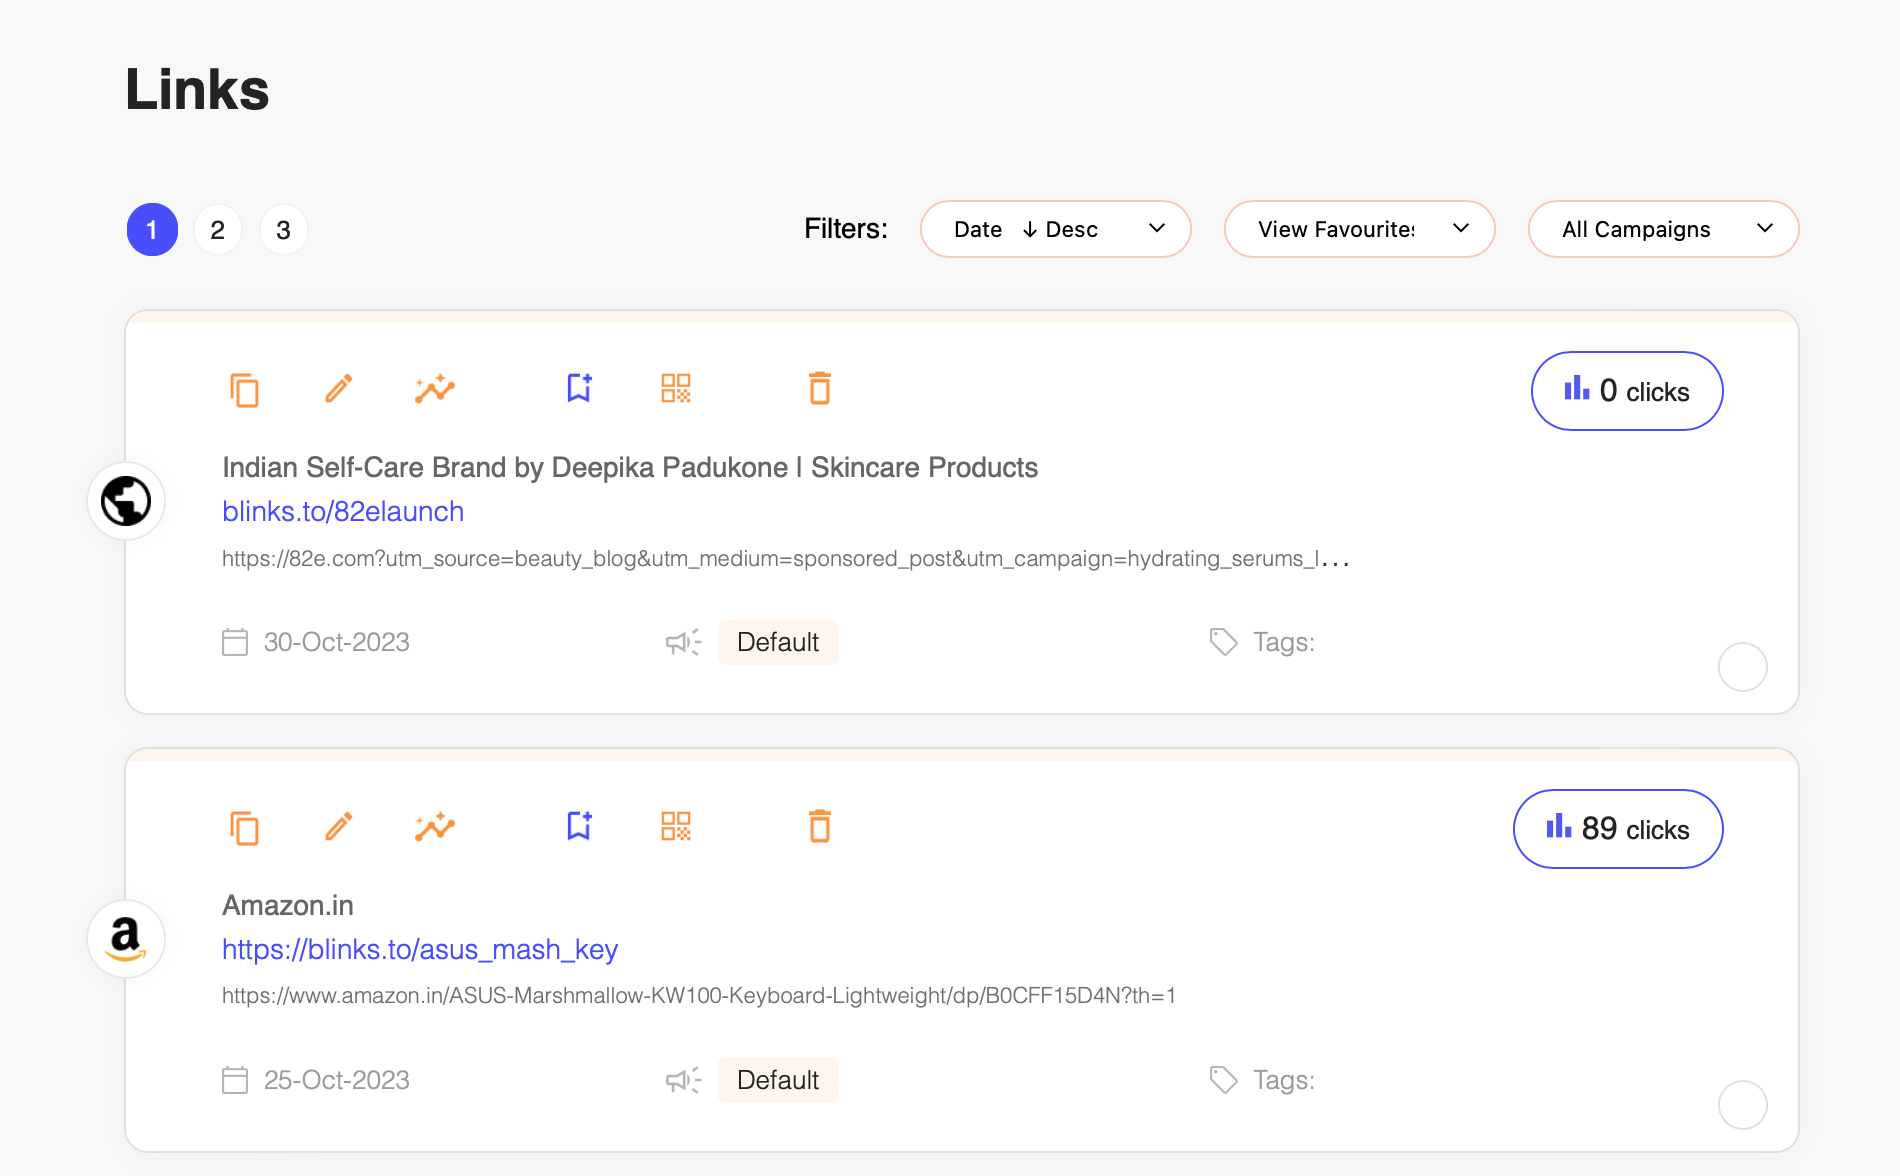 Links
1 2 3 Filters: Date ↓ Desc View Favourites All Campaigns
0 clicks
Indian Self-Care Brand by Deepika Padukone | Skincare Products
blinks.to/82elaunch
https://82e.com?utm_source=beauty_blog&utm_medium=sponsored_post&utm_campaign=hydrating_serums_l...
30-Oct-2023 Default Tags:
89 clicks
a
Amazon.in
https://blinks.to/asus_mash_key
https://www.amazon.in/ASUS-Marshmallow-KW100-Keyboard-Lightweight/dp/B0CFF15D4N?th=1
25-Oct-2023 Default Tags: